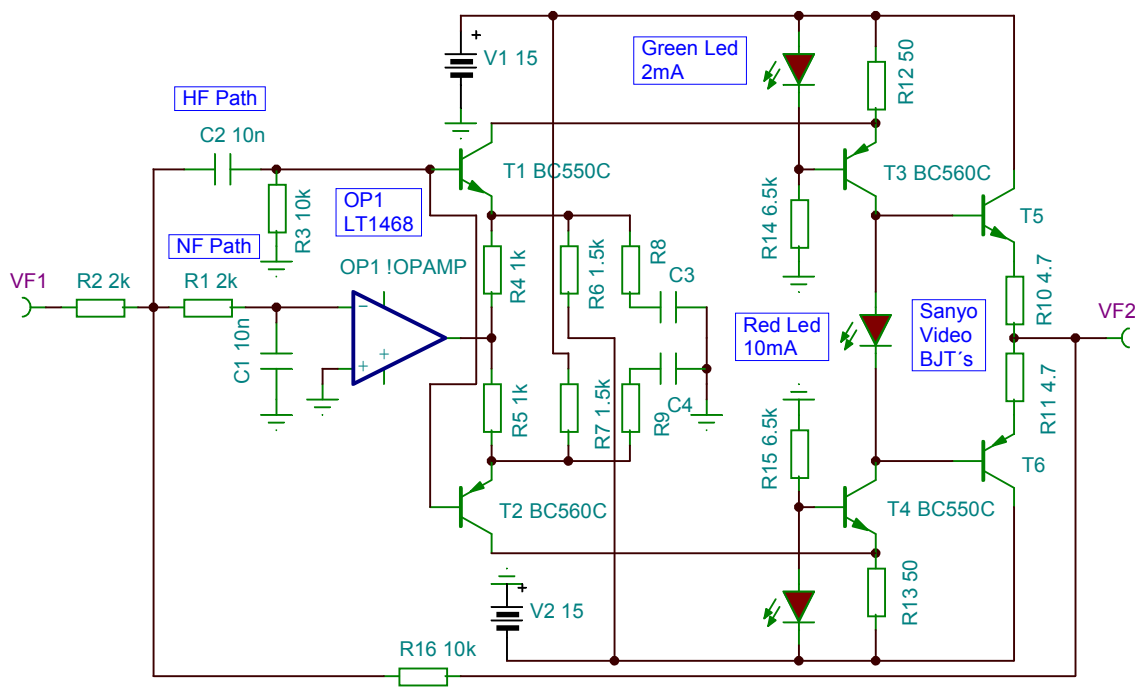 V1 15
Green Led
2mA
R12 50
HF Path
C2 10n
T1 BC550C
T3 BC560C
R3 10k
OP1
LT1468
R14 6.5k
T5
NF Path
OP1 !OPAMP
R4 1k
R6 1.5k
R8
C3
VF1
R2 2k
R1 2k
C1 10n
Red Led
10mA
Sanyo
Video
BJT´s
R10 4.7
VF2
R5 1k
R7 1.5k
R9
C4
R11 4.7
R15 6.5k
T6
T2 BC560C
T4 BC550C
V2 15
R13 50
R16 10k